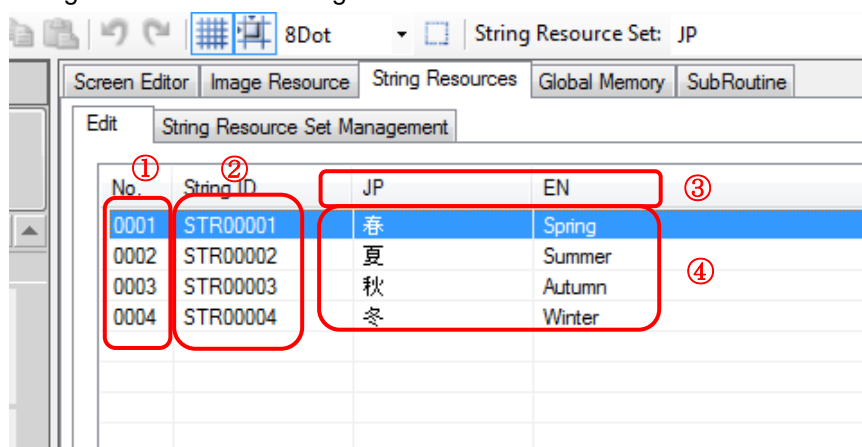 8Dot String Resource Set: JP
Screen Editor Image Resource String Resources Global Memory SubRoutine
Edit String Resource Set Management
① ②
No. String ID JP EN ③
0001 STR00001 春 Spring
0002 STR00002 夏 Summer
④
0003 STR00003 秋 Autumn
0004 STR00004 冬 Winter